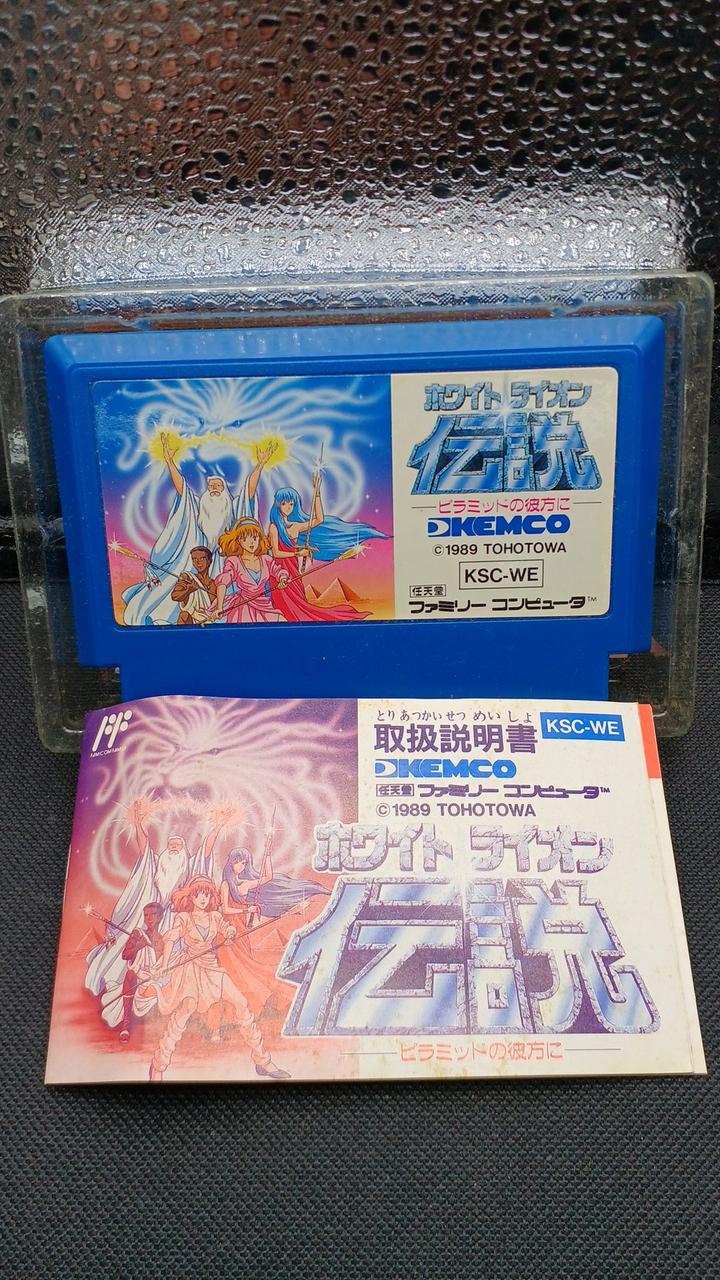 ホワイト ライオン
伝説
ピラミッドの彼方に
KEMCO
©1989 TOHOTOWA
KSC-WE
任天堂
ファミリー コンピュータ™
とり あつかい せつ めい しょ
取扱説明書
KSC-WE
KEMCO
任天堂 ファミリー コンピュータ™
©1989 TOHOTOWA
ホワイト ライオン
伝説
ピラミッドの彼方に